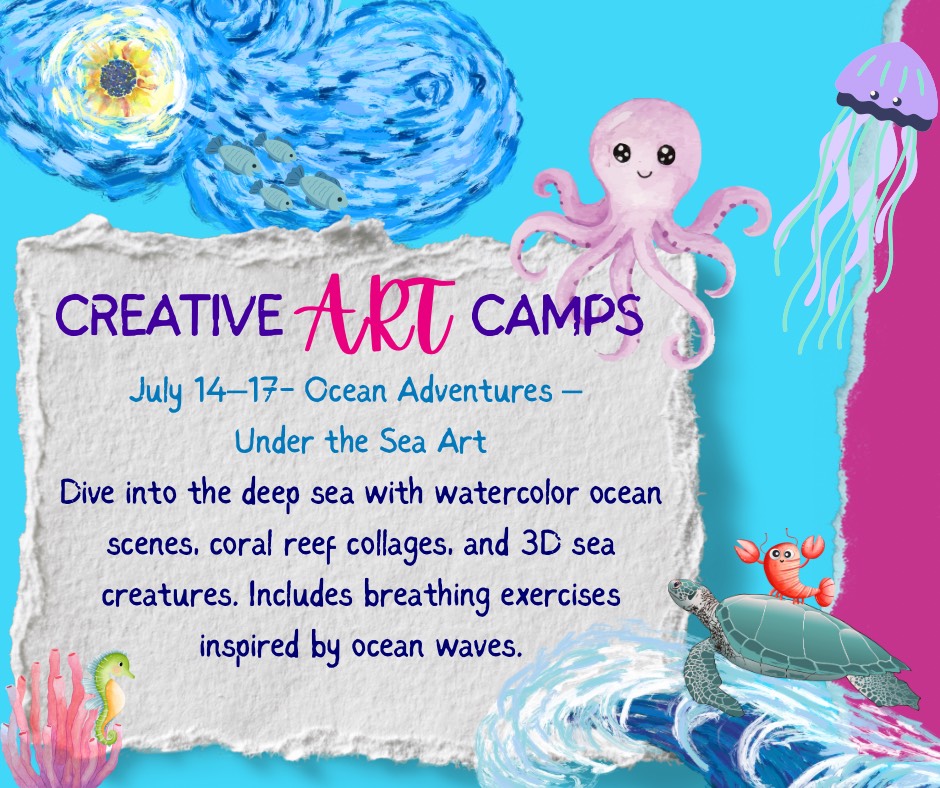 CREATIVE ART CAMPS
July 14–17- Ocean Adventures –
Under the Sea Art
Dive into the deep sea with watercolor ocean
scenes, coral reef collages, and 3D sea
creatures. Includes breathing exercises
inspired by ocean waves.